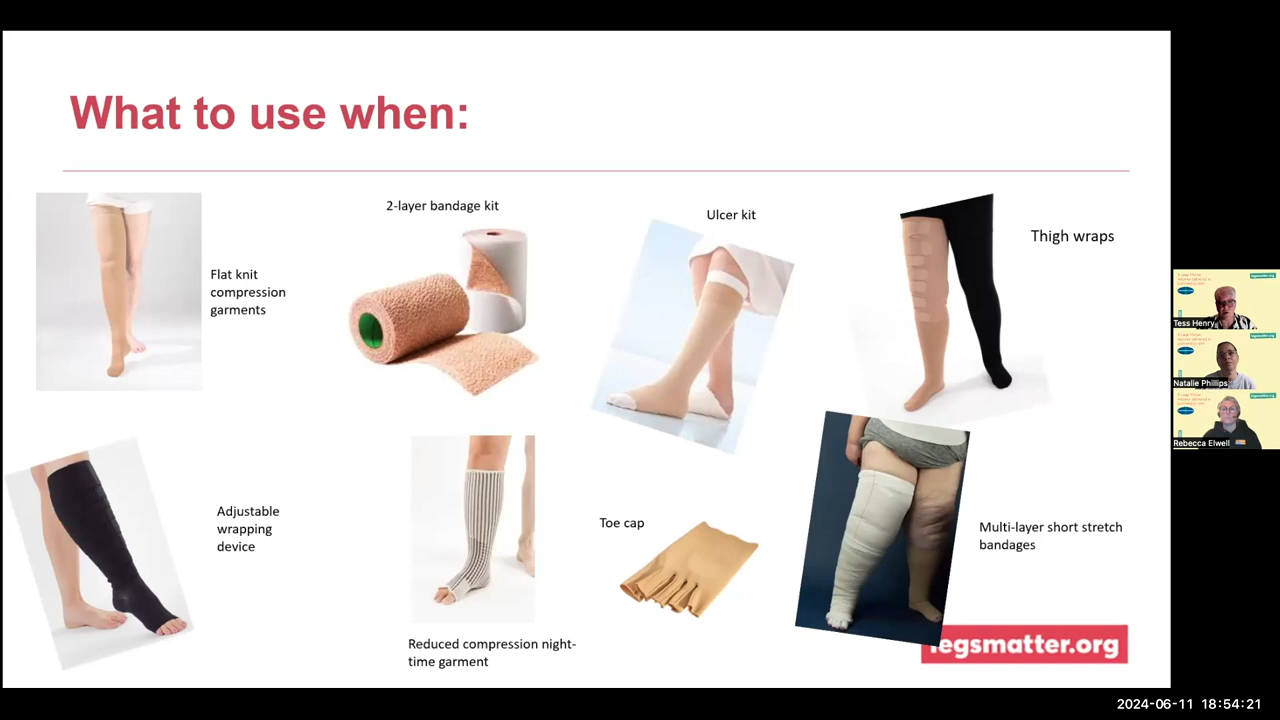 What to use when:
Flat knit
compression
garments
2-layer bandage kit
Ulcer kit
Thigh wraps
Adjustable
wrapping
device
Reduced compression night-
time garment
Toe cap
Multi-layer short stretch
bandages
legsmatter.org
Tess Henry
Natalie Phillips
Rebecca Elwell
2024-06-11 18:54:21